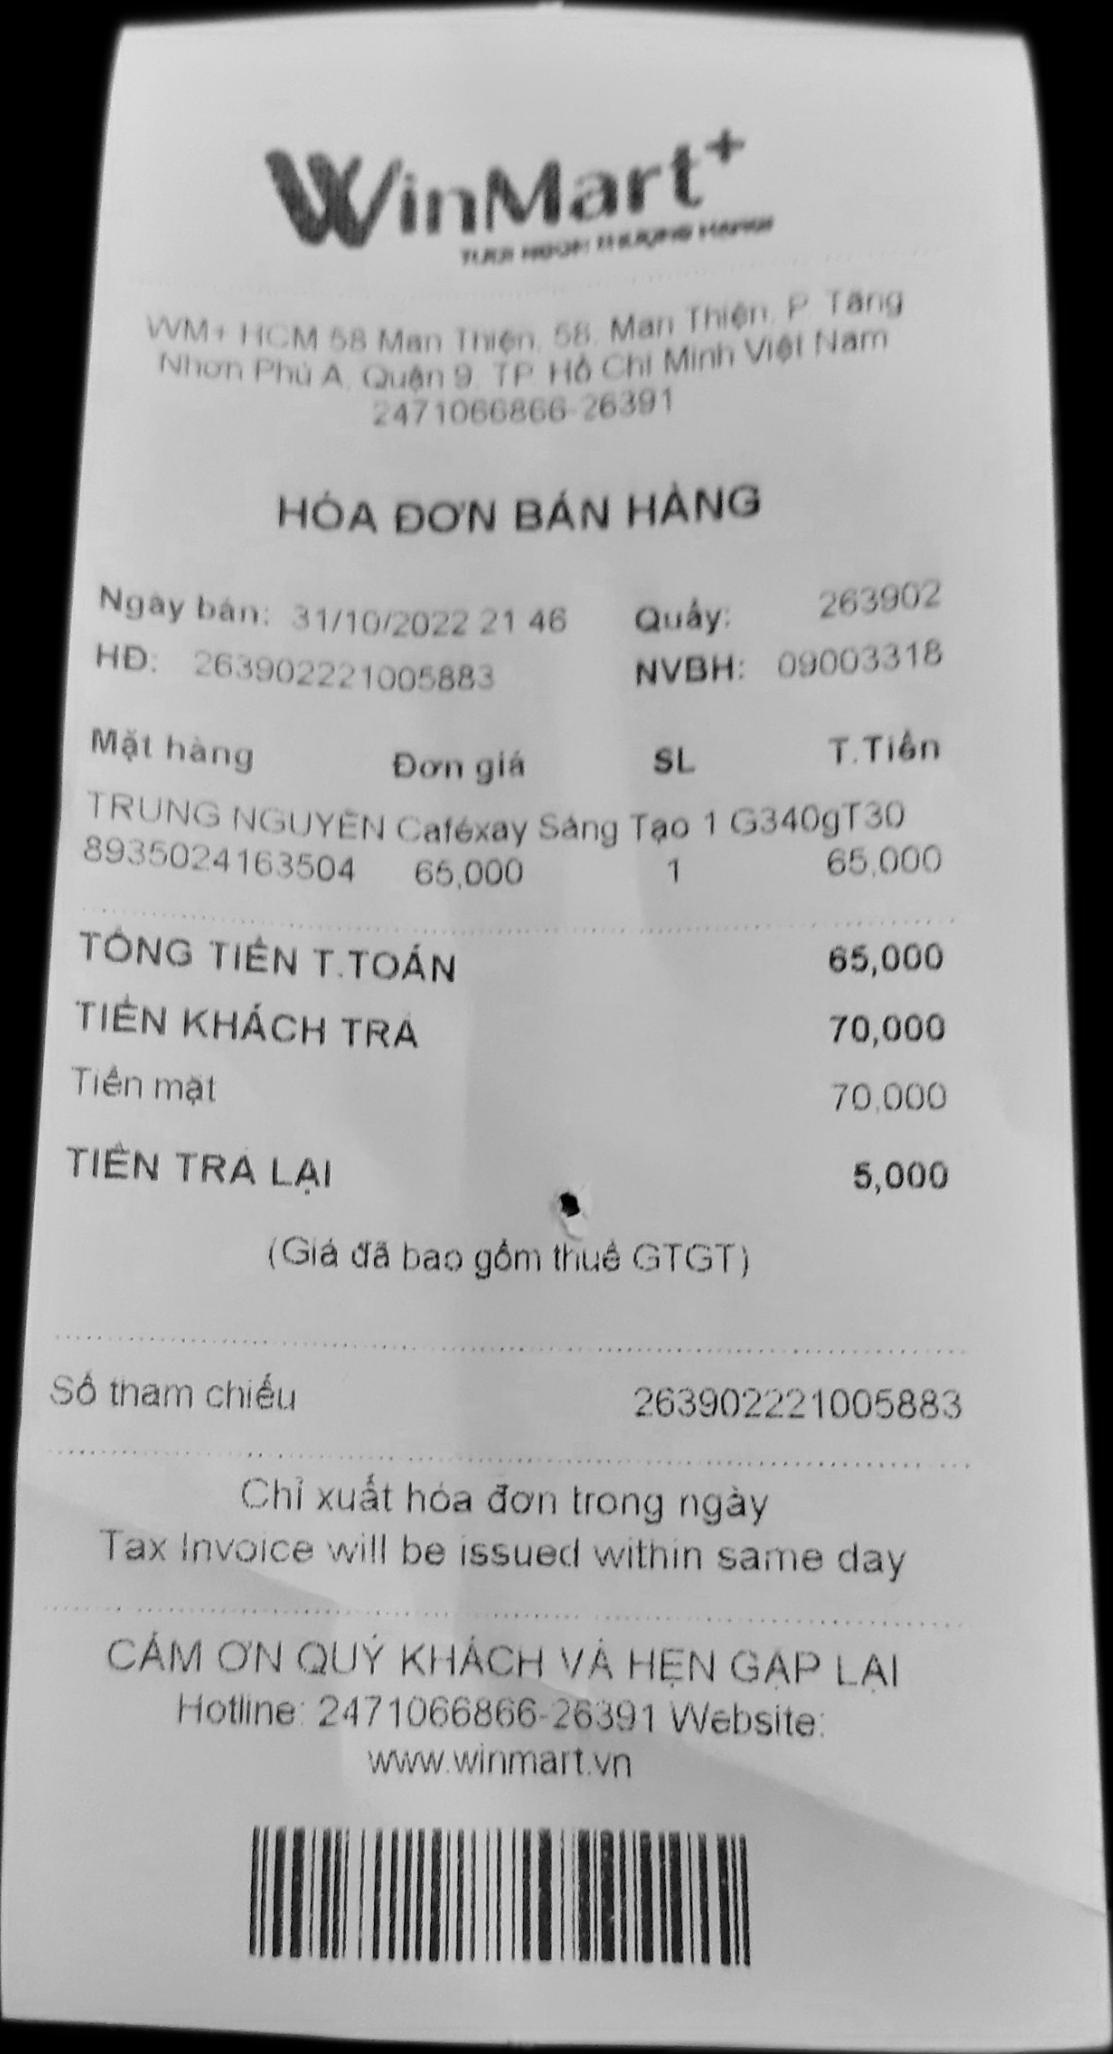 WinMart+
TƯƠI NGON THƯỢNG HẠNG
WM+ HCM 58 Man Thiện, 58, Man Thiện, P. Tăng
Nhơn Phú A, Quận 9, TP. Hồ Chí Minh Việt Nam
2471066866-26391
HÓA ĐƠN BÁN HÀNG
Ngày bán: 31/10/2022 21:46 Quầy: 263902
HĐ: 263902221005883 NVBH: 09003318
Mặt hàng Đơn giá SL T.Tiền
TRUNG NGUYÊN Caféxay Sáng Tạo 1 G340gT30
8935024163504 65,000 1 65,000
TỔNG TIỀN T.TOÁN 65,000
TIỀN KHÁCH TRẢ 70,000
Tiền mặt 70,000
TIỀN TRẢ LẠI 5,000
(Giá đã bao gồm thuế GTGT)
Số tham chiếu 263902221005883
Chỉ xuất hóa đơn trong ngày
Tax Invoice will be issued within same day
CẢM ƠN QUÝ KHÁCH VÀ HẸN GẶP LẠI
Hotline: 2471066866-26391 Website:
www.winmart.vn